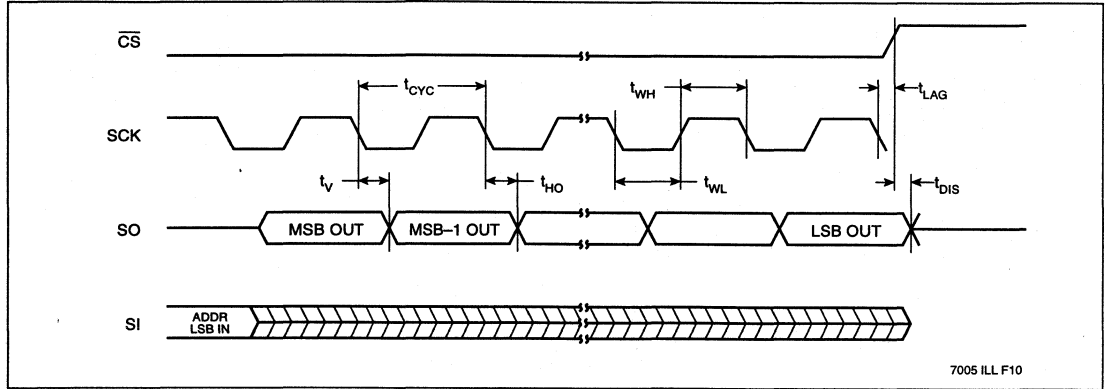 CS
tCYC
tWH
tLAG
SCK
tV
tHO
tWL
tDIS
SO
MSB OUT
MSB–1 OUT
LSB OUT
SI
ADDR
LSB IN
7005 ILL F10